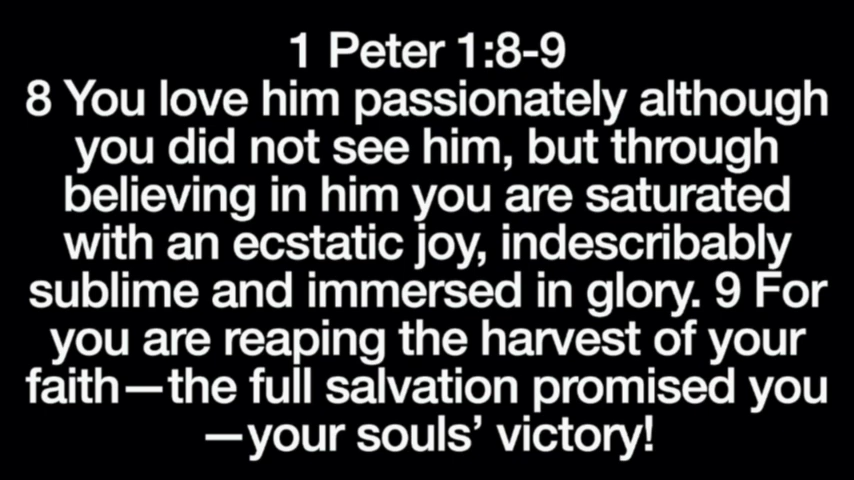 1 Peter 1:8-9
8 You love him passionately although
you did not see him, but through
believing in him you are saturated
with an ecstatic joy, indescribably
sublime and immersed in glory. 9 For
you are reaping the harvest of your
faith—the full salvation promised you
—your souls’ victory!